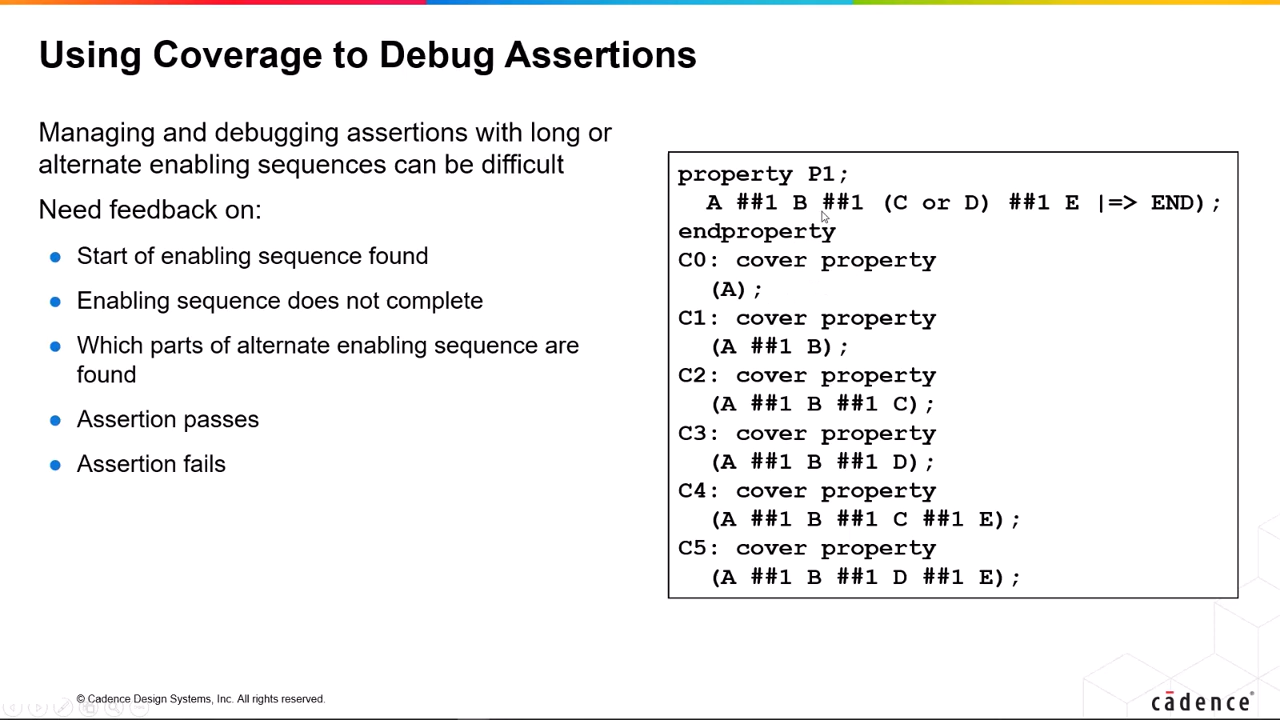 Using Coverage to Debug Assertions
Managing and debugging assertions with long or
alternate enabling sequences can be difficult
Need feedback on:
● Start of enabling sequence found
● Enabling sequence does not complete
● Which parts of alternate enabling sequence are
found
● Assertion passes
● Assertion fails
property P1;
A ##1 B ##1 (C or D) ##1 E |=> END);
endproperty
C0: cover property
(A);
C1: cover property
(A ##1 B);
C2: cover property
(A ##1 B ##1 C);
C3: cover property
(A ##1 B ##1 D);
C4: cover property
(A ##1 B ##1 C ##1 E);
C5: cover property
(A ##1 B ##1 D ##1 E);
© Cadence Design Systems, Inc. All rights reserved.
cādence®